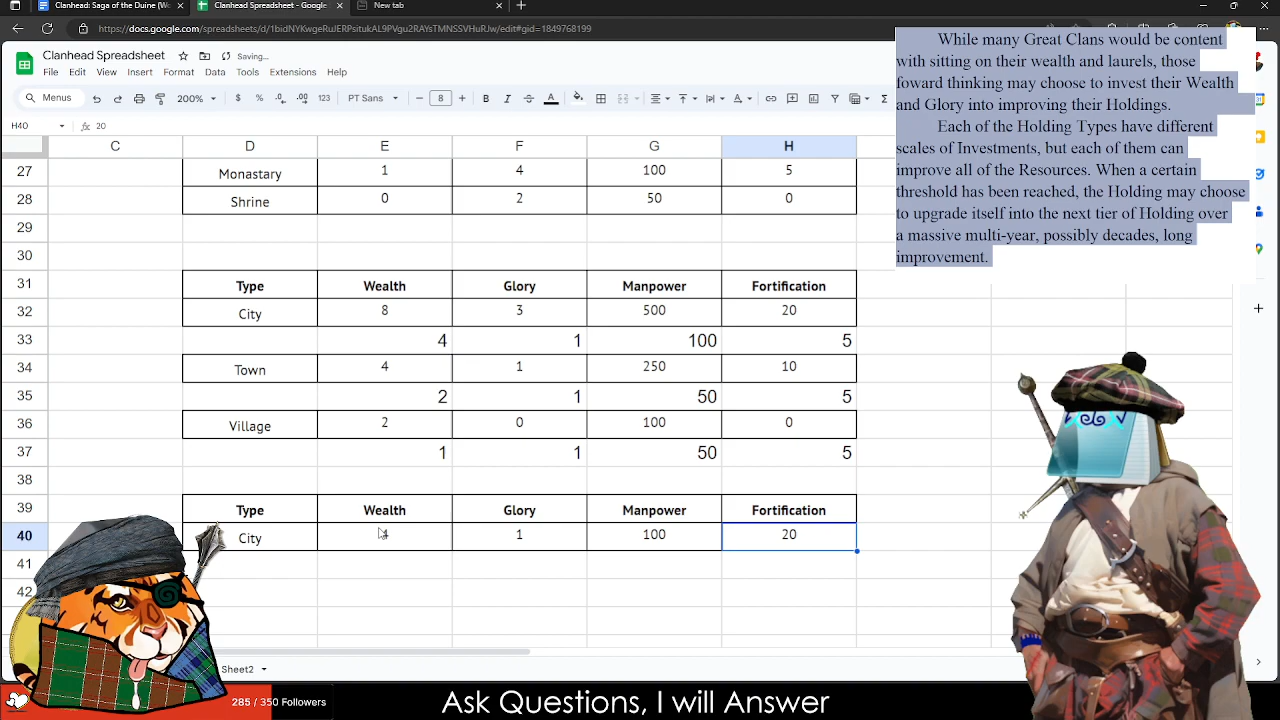 Clanhead Saga of the Dune (W
Clanhead Spreadsheet - Google
New tab
https://docs.google.com/spreadsheets/d/1bidNYKwgeRuJERPsitukAL9PVgu2RAYsTMNSSVHuRJw/edit#gid=1849768199
Clanhead Spreadsheet
Saving...
File Edit View Insert Format Data Tools Extensions Help
Menus
200% $ % .0 .00 123 PT Sans - 8 + B I A
H40 fx 20
C D E F G H
27 Monastary 1 4 100 5
28 Shrine 0 2 50 0
29
30
31 Type Wealth Glory Manpower Fortification
32 City 8 3 500 20
33 4 1 100 5
34 Town 4 1 250 10
35 2 1 50 5
36 Village 2 0 100 0
37 1 1 50 5
38
39 Type Wealth Glory Manpower Fortification
40 City 4 1 100 20
41
42
Sheet2
While many Great Clans would be content
with sitting on their wealth and laurels, those
foward thinking may choose to invest their Wealth
and Glory into improving their Holdings.
Each of the Holding Types have different
scales of Investments, but each of them can
improve all of the Resources. When a certain
threshold has been reached, the Holding may choose
to upgrade itself into the next tier of Holding over
a massive multi-year, possibly decades, long
improvement.
285 / 350 Followers
Ask Questions, I will Answer